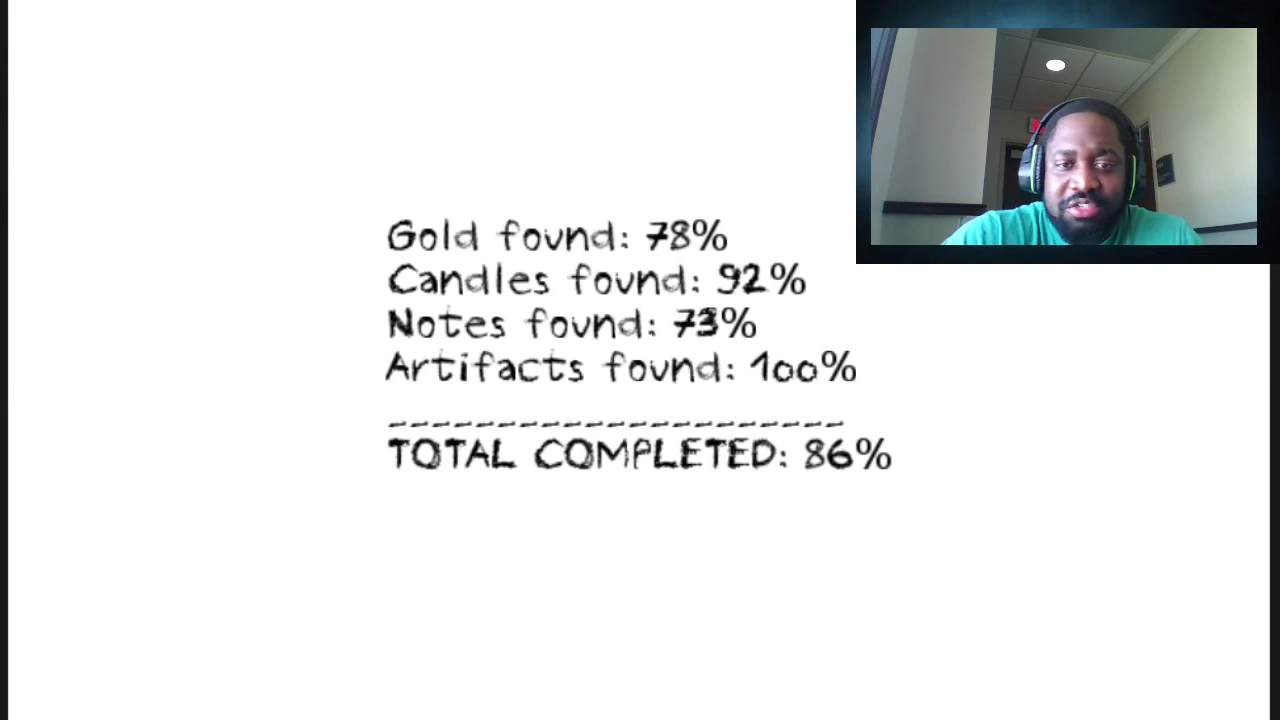 Gold found: 78%
Candles found: 92%
Notes found: 73%
Artifacts found: 100%
---------------------
TOTAL COMPLETED: 86%